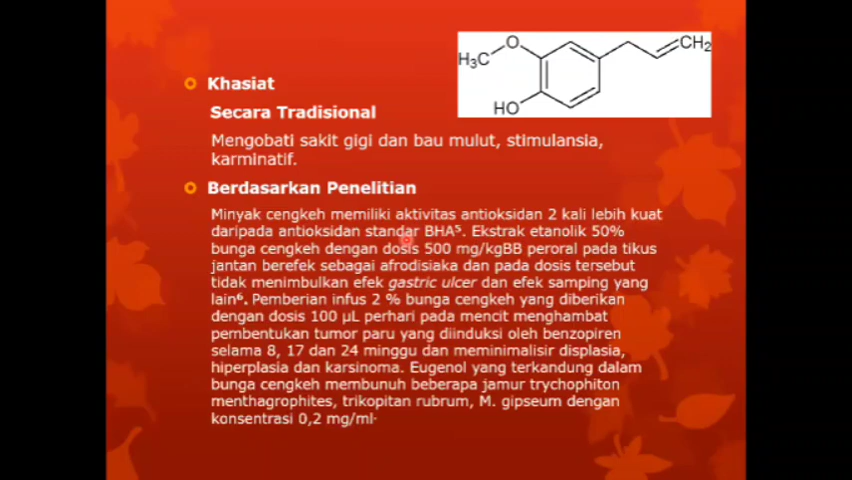 O
CH₂
H₃C
HO
Khasiat
Secara Tradisional
Mengobati sakit gigi dan bau mulut, stimulansia,
karminatif.
Berdasarkan Penelitian
Minyak cengkeh memiliki aktivitas antioksidan 2 kali lebih kuat
daripada antioksidan standar BHA⁵. Ekstrak etanolik 50%
bunga cengkeh dengan dosis 500 mg/kgBB peroral pada tikus
jantan berefek sebagai afrodisiaka dan pada dosis tersebut
tidak menimbulkan efek gastric ulcer dan efek samping yang
lain⁶. Pemberian infus 2 % bunga cengkeh yang diberikan
dengan dosis 100 µL perhari pada mencit menghambat
pembentukan tumor paru yang diinduksi oleh benzopiren
selama 8, 17 dan 24 minggu dan meminimalisir displasia,
hiperplasia dan karsinoma. Eugenol yang terkandung dalam
bunga cengkeh membunuh beberapa jamur trychophiton
menthagrophites, trikopitan rubrum, M. gipseum dengan
konsentrasi 0,2 mg/ml.